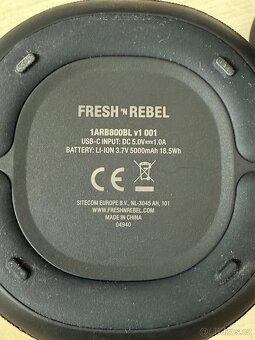 FRESH 'N REBEL
1ARB800BL v1 001
USB-C INPUT: DC 5.0V⎓1.0A
BATTERY: LI-ION 3.7V 5000mAh 18.5Wh
CE
SITECOM EUROPE B.V., NL-3045 AH, 101
WWW.FRESHNREBEL.COM
MADE IN CHINA
04940